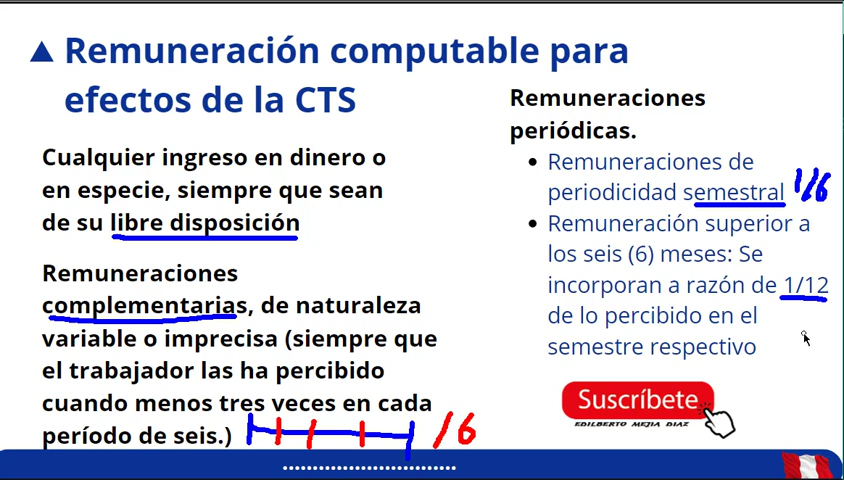 Remuneración computable para
efectos de la CTS
Cualquier ingreso en dinero o
en especie, siempre que sean
de su libre disposición
Remuneraciones
complementarias, de naturaleza
variable o imprecisa (siempre que
el trabajador las ha percibido
cuando menos tres veces en cada
período de seis.)
/6
Remuneraciones
periódicas.
• Remuneraciones de
periodicidad semestral 1/6
• Remuneración superior a
los seis (6) meses: Se
incorporan a razón de 1/12
de lo percibido en el
semestre respectivo
Suscríbete
EDILBERTO MEJIA DIAZ